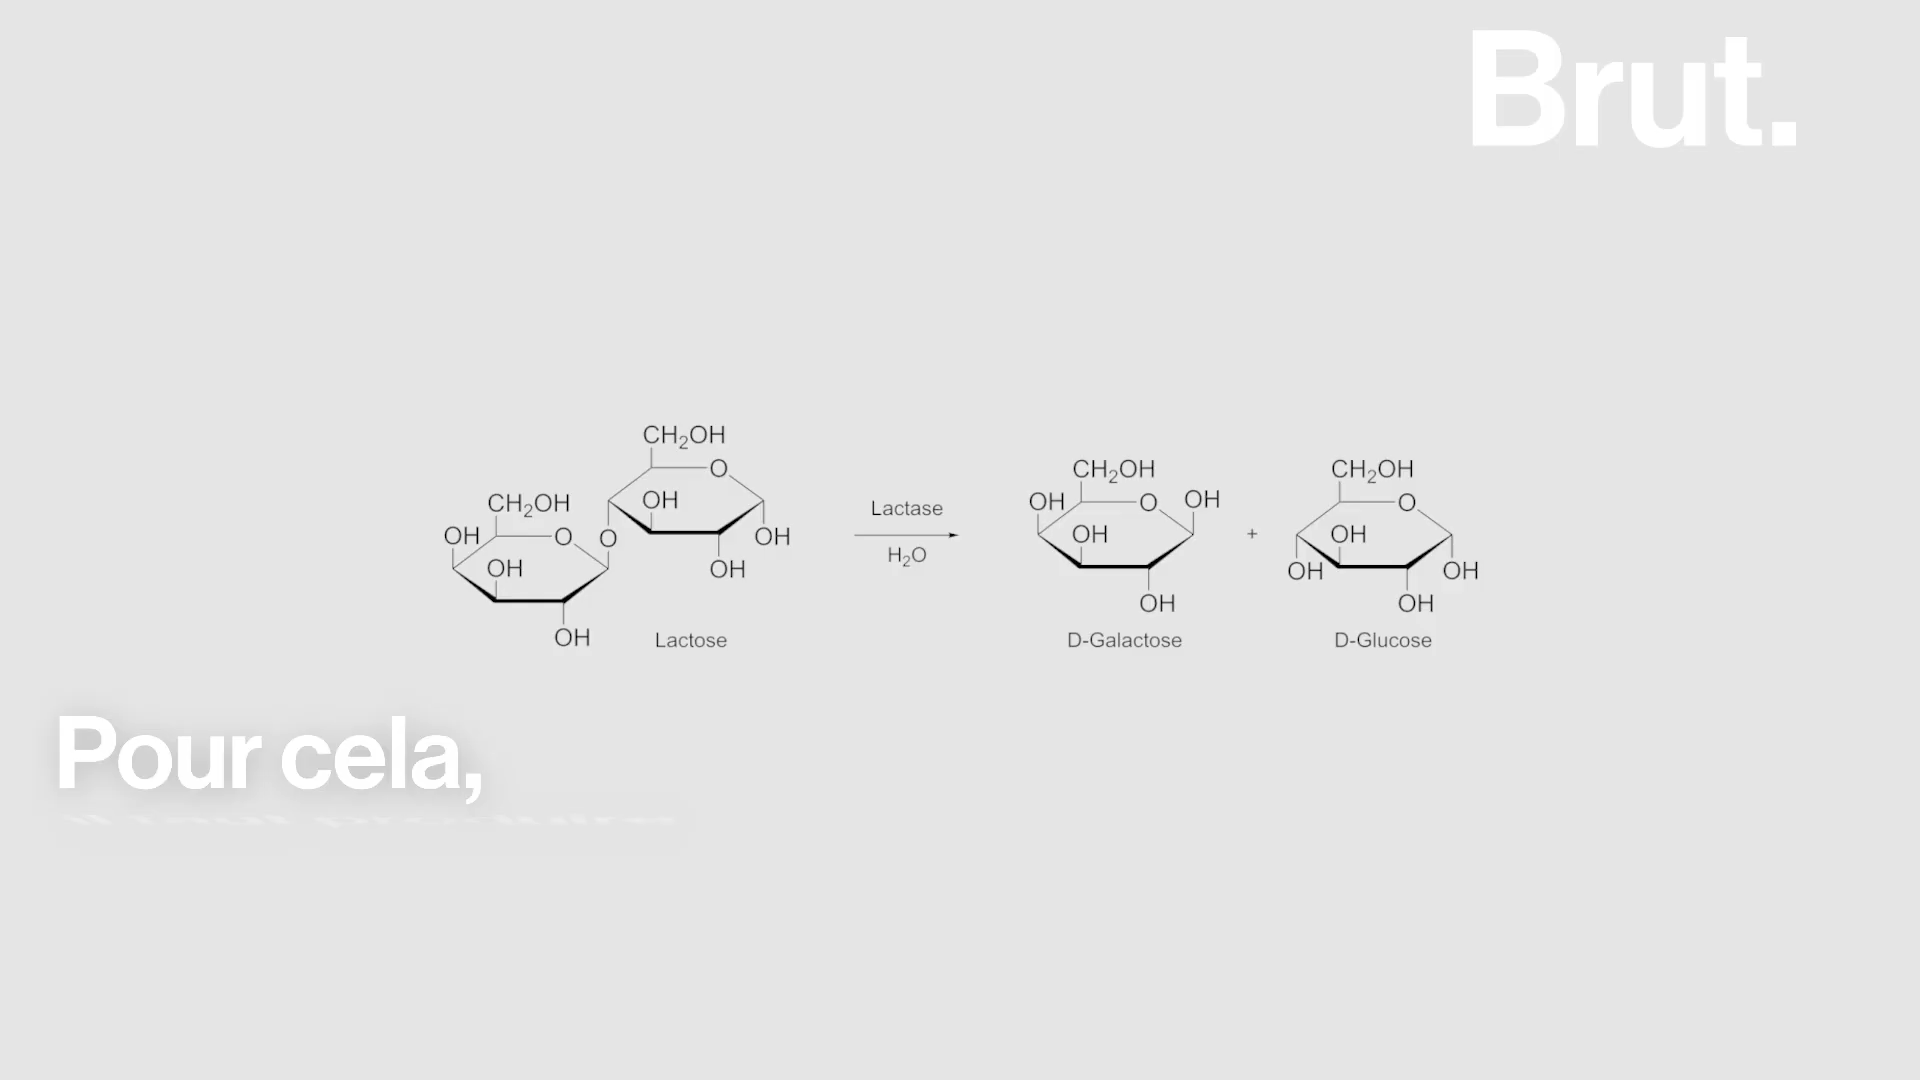 Brut.
CH₂OH
O
OH
OH
OH
CH₂OH
OH
O
O
OH
OH
Lactose
Lactase
H₂O
CH₂OH
OH
O
OH
OH
OH
D-Galactose
+
CH₂OH
O
OH
OH
OH
OH
D-Glucose
Pour cela,